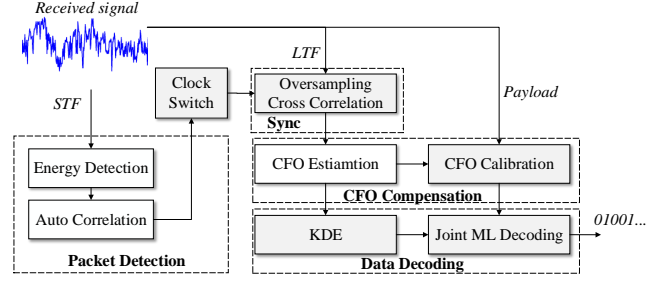 Received signal
LTF
Clock
Switch
Oversampling
Cross Correlation
Payload
STF
Sync
Energy Detection
CFO Estiamtion
CFO Calibration
CFO Compensation
Auto Correlation
KDE
Joint ML Decoding
01001...
Packet Detection
Data Decoding